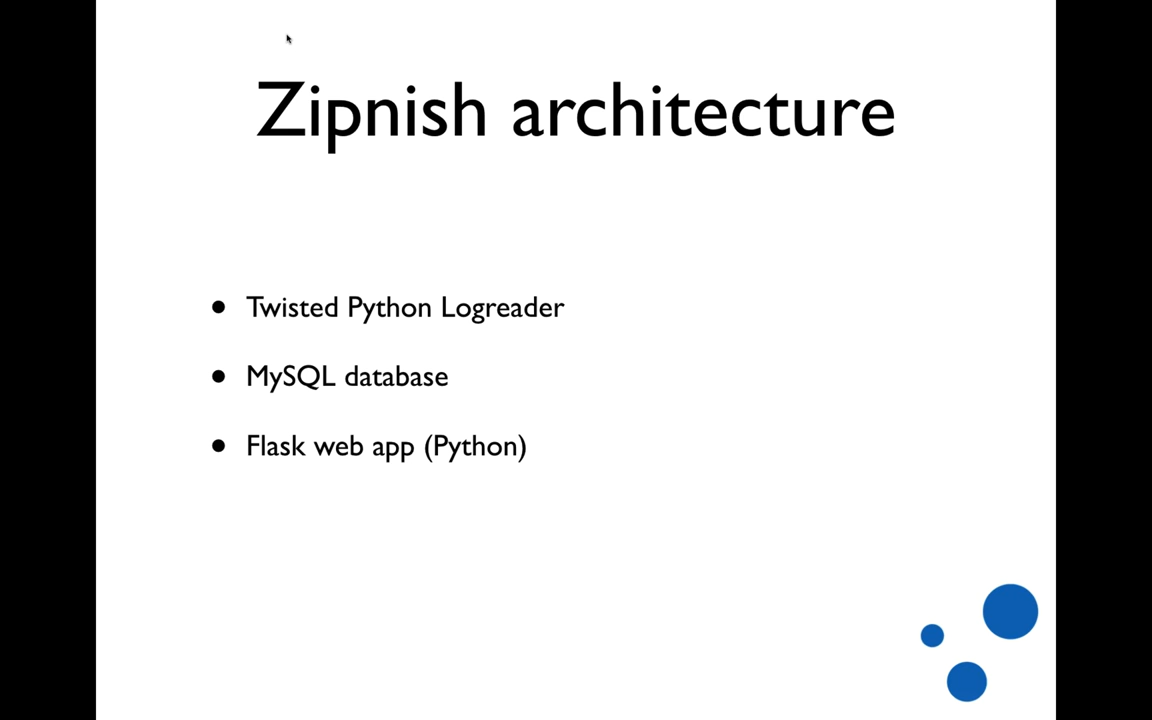 Zipnish architecture
• Twisted Python Logreader
• MySQL database
• Flask web app (Python)